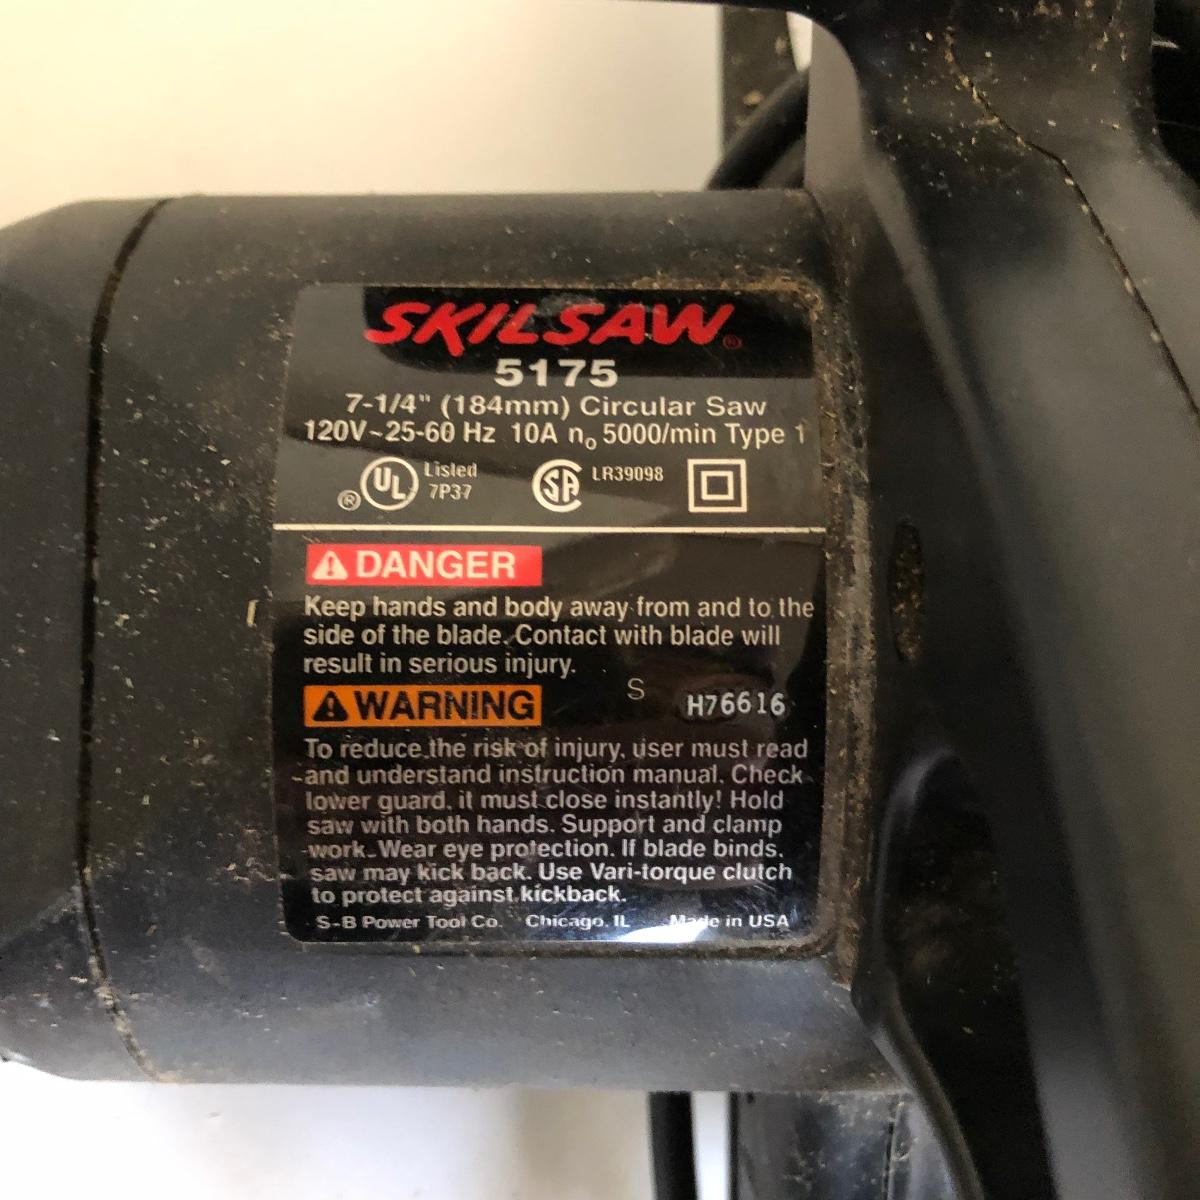 SKILSAW®
5175
7-1/4" (184mm) Circular Saw
120V~25-60 Hz 10A no 5000/min Type 1
® UL Listed 7P37 CSA LR39098
DANGER
Keep hands and body away from and to the
side of the blade. Contact with blade will
result in serious injury.
S H76616
WARNING
To reduce the risk of injury, user must read
and understand instruction manual. Check
lower guard, it must close instantly! Hold
saw with both hands. Support and clamp
work. Wear eye protection. If blade binds,
saw may kick back. Use Vari-torque clutch
to protect against kickback.
S-B Power Tool Co. Chicago, IL Made in USA